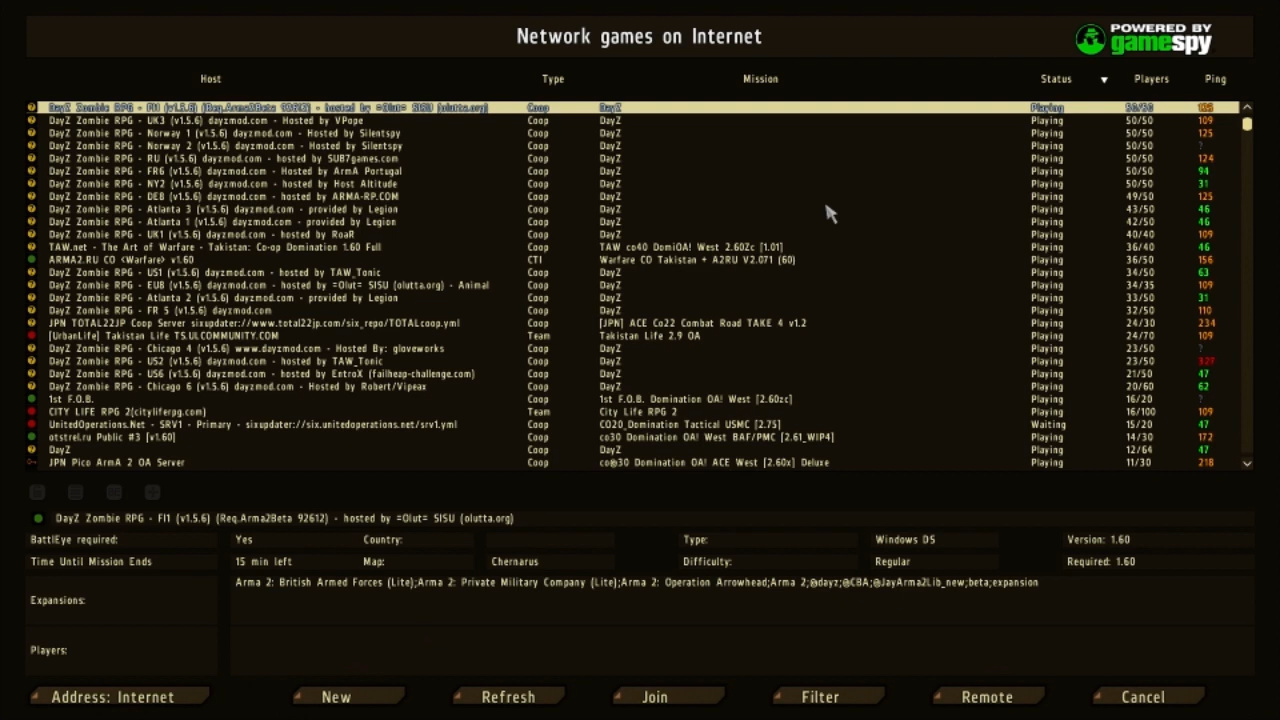 Network games on Internet
POWERED BY
gamespy
Host Type Mission Status Players Ping
DayZ Zombie RPG - FI1 (v1.5.6) (Req.Arma2Beta 92612) - hosted by =Olut= SISU (olutta.org) Coop DayZ Playing 50/50 125
DayZ Zombie RPG - UK3 (v1.5.6) dayzmod.com - Hosted by VPope Coop DayZ Playing 50/50 109
DayZ Zombie RPG - Norway 1 (v1.5.6) dayzmod.com - Hosted by Silentspy Coop DayZ Playing 50/50 125
DayZ Zombie RPG - Norway 2 (v1.5.6) dayzmod.com - Hosted by Silentspy Coop DayZ Playing 50/50 ?
DayZ Zombie RPG - RU (v1.5.6) dayzmod.com - hosted by SUB7games.com Coop DayZ Playing 50/50 124
DayZ Zombie RPG - FR6 (v1.5.6) dayzmod.com - Hosted by ArmA Portugal Coop DayZ Playing 50/50 94
DayZ Zombie RPG - NY2 (v1.5.6) dayzmod.com - hosted by Host Altitude Coop DayZ Playing 50/50 31
DayZ Zombie RPG - DE8 (v1.5.6) dayzmod.com - hosted by ARMA-RP.COM Coop DayZ Playing 49/50 125
DayZ Zombie RPG - Atlanta 3 (v1.5.6) dayzmod.com - provided by Legion Coop DayZ Playing 43/50 46
DayZ Zombie RPG - Atlanta 1 (v1.5.6) dayzmod.com - provided by Legion Coop DayZ Playing 42/50 46
DayZ Zombie RPG - UK1 (v1.5.6) dayzmod.com - hosted by RoaR Coop DayZ Playing 40/40 109
TAW.net - The Art of Warfare - Takistan: Co-op Domination 1.60 Full Coop TAW co40 DomiOA! West 2.60Zc [1.01] Playing 36/40 46
ARMA2.RU CO <Warfare> v1.60 CTI Warfare CO Takistan + A2RU V2.071 (60) Playing 36/50 156
DayZ Zombie RPG - US1 (v1.5.6) dayzmod.com - hosted by TAW_Tonic Coop DayZ Playing 34/50 63
DayZ Zombie RPG - EU8 (v1.5.6) dayzmod.com - hosted by =Olut= SISU (olutta.org) - Animal Coop DayZ Playing 34/35 109
DayZ Zombie RPG - Atlanta 2 (v1.5.6) dayzmod.com - provided by Legion Coop DayZ Playing 33/50 31
DayZ Zombie RPG - FR 5 (v1.5.6) dayzmod.com Coop DayZ Playing 32/50 110
JPN TOTAL22JP Coop Server sixupdater://www.total22jp.com/six_repo/TOTALcoop.yml Coop [JPN] ACE Co22 Combat Road TAKE 4 v1.2 Playing 24/30 234
[UrbanLife] Takistan Life TS.ULCOMMUNITY.COM Team Takistan Life 2.9 OA Playing 24/70 109
DayZ Zombie RPG - Chicago 4 (v1.5.6) www.dayzmod.com - Hosted By: gloveworks Coop DayZ Playing 23/50 ?
DayZ Zombie RPG - US2 (v1.5.6) dayzmod.com - hosted by TAW_Tonic Coop DayZ Playing 23/50 327
DayZ Zombie RPG - US6 (v1.5.6) dayzmod.com - hosted by EntroX (failheap-challenge.com) Coop DayZ Playing 21/50 47
DayZ Zombie RPG - Chicago 6 (v1.5.6) dayzmod.com - Hosted by Robert/Vipeax Coop DayZ Playing 20/60 62
1st F.O.B. Coop 1st F.O.B. Domination OA! West [2.60zc] Playing 16/20 ?
CITY LIFE RPG 2(cityliferpg.com) Team City Life RPG 2 Playing 16/100 109
UnitedOperations.Net - SRV1 - Primary - sixupdater://six.unitedoperations.net/srv1.yml Coop CO20_Domination Tactical USMC [2.75] Waiting 15/20 47
otstrel.ru Public #3 [v1.60] Coop co30 Domination OA! West BAF/PMC [2.61_WIP4] Playing 14/30 172
DayZ Coop DayZ Playing 12/64 47
JPN Pico ArmA 2 OA Server Coop co@30 Domination OA! ACE West [2.60x] Deluxe Playing 11/30 218
DayZ Zombie RPG - FI1 (v1.5.6) (Req.Arma2Beta 92612) - hosted by =Olut= SISU (olutta.org)
BattlEye required: Yes Country: Type: Windows DS Version: 1.60
Time Until Mission Ends 15 min left Map: Chernarus Difficulty: Regular Required: 1.60
Expansions: Arma 2: British Armed Forces (Lite);Arma 2: Private Military Company (Lite);Arma 2: Operation Arrowhead;Arma 2;@dayz;@CBA;@JayArma2Lib_new;beta;expansion
Players:
Address: Internet New Refresh Join Filter Remote Cancel